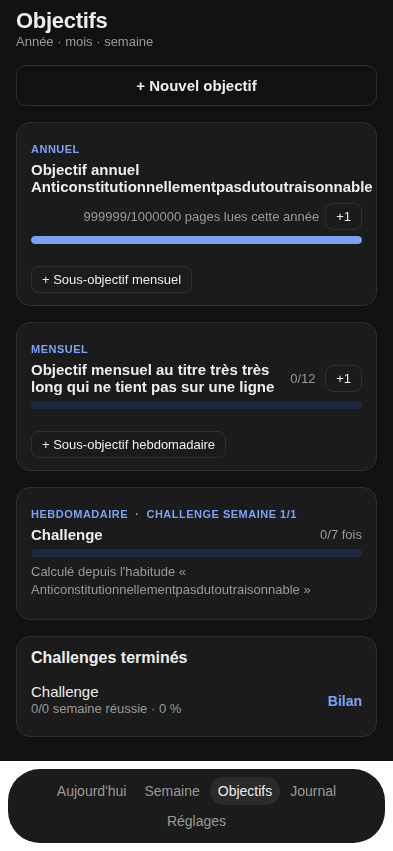 Objectifs
Année · mois · semaine
+ Nouvel objectif
ANNUEL
Objectif annuel
Anticonstitutionnellementpasdutoutraisonnable
999999/1000000 pages lues cette année +1
+ Sous-objectif mensuel
MENSUEL
Objectif mensuel au titre très très
long qui ne tient pas sur une ligne
0/12 +1
+ Sous-objectif hebdomadaire
HEBDOMADAIRE · CHALLENGE SEMAINE 1/1
Challenge 0/7 fois
Calculé depuis l'habitude «
Anticonstitutionnellementpasdutoutraisonnable »
Challenges terminés
Challenge
0/0 semaine réussie · 0 %
Bilan
Aujourd'hui Semaine Objectifs Journal
Réglages